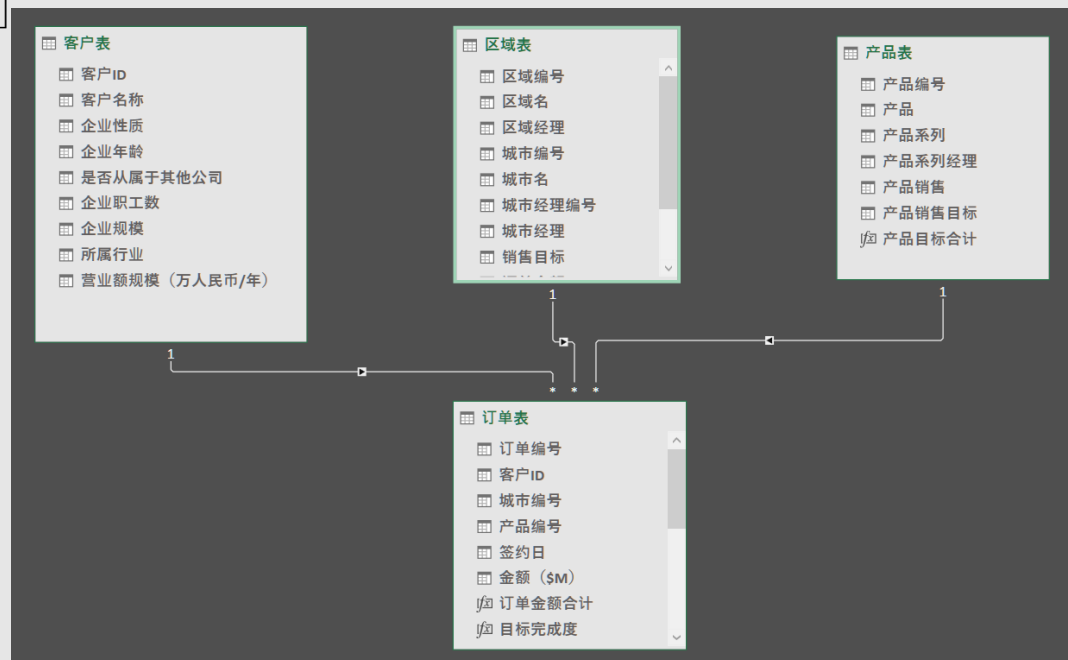 客户表
客户ID
客户名称
企业性质
企业年龄
是否从属于其他公司
企业职工数
企业规模
所属行业
营业额规模（万人民币/年）
区域表
区域编号
区域名
区域经理
城市编号
城市名
城市经理编号
城市经理
销售目标
产品表
产品编号
产品
产品系列
产品系列经理
产品销售
产品销售目标
fx 产品目标合计
1
1
1
* * *
订单表
订单编号
客户ID
城市编号
产品编号
签约日
金额（$M）
fx 订单金额合计
fx 目标完成度